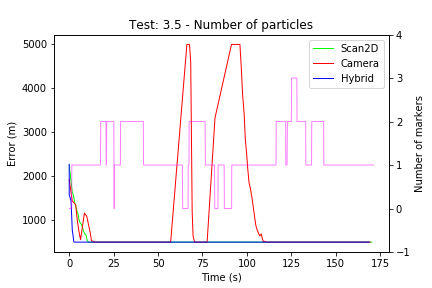 Test: 3.5 - Number of particles
5000
4000
3000
2000
1000
Error (m)
4
3
2
1
0
−1
Number of markers
Scan2D
Camera
Hybrid
0
25
50
75
100
125
150
175
Time (s)